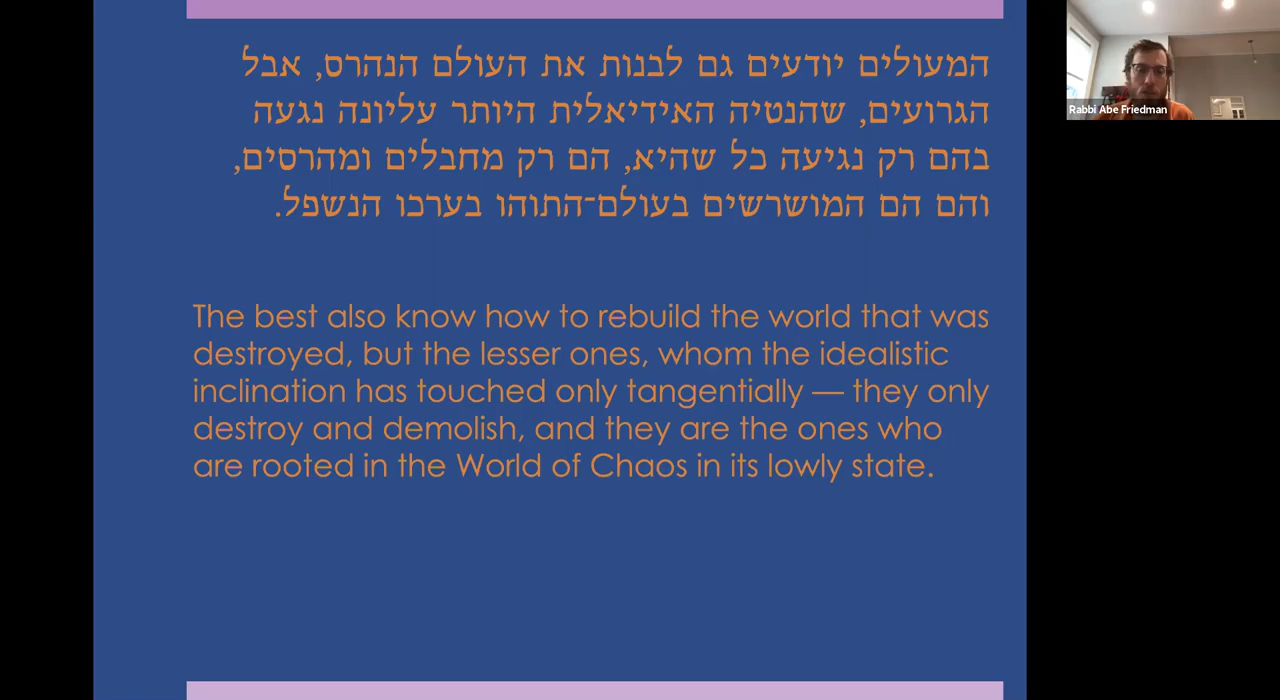 המעולים יודעים גם לבנות את העולם הנהרס, אבל
הגרועים, שהנטיה האידיאלית היותר עליונה נגעה
בהם רק נגיעה כל שהיא, הם רק מחבלים ומהרסים,
והם הם המושרשים בעולם־התוהו בערכו הנשפל.
The best also know how to rebuild the world that was
destroyed, but the lesser ones, whom the idealistic
inclination has touched only tangentially — they only
destroy and demolish, and they are the ones who
are rooted in the World of Chaos in its lowly state.
Rabbi Abe Friedman